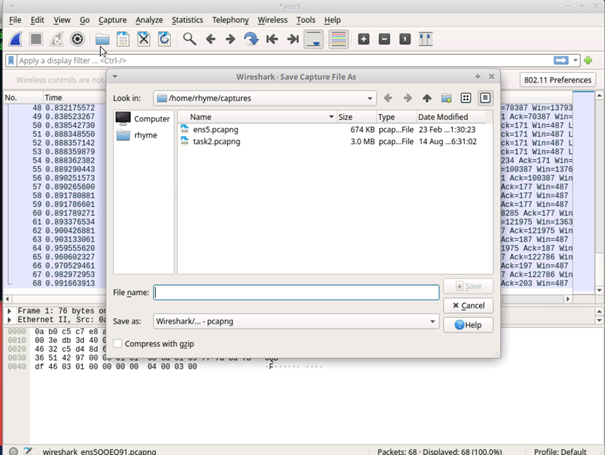 *ens5
File Edit View Go Capture Analyze Statistics Telephony Wireless Tools Help
Apply a display filter ... <Ctrl-/>
Wireless controls are not
802.11 Preferences
No. Time
48 0.832175572
49 0.833523267
50 0.838542730
51 0.888348550
52 0.888357142
53 0.888359879
54 0.888362382
55 0.889290443
56 0.890251573
57 0.890265600
58 0.891780881
59 0.891786601
60 0.891789271
61 0.893376534
62 0.900426881
63 0.903133061
64 0.959555620
65 0.960602327
66 0.970529461
67 0.982972953
68 0.991663913
=70387 Win=13793
1 Ack=70387 Win=
Ack=171 Win=487
Ack=171 Win=487 L
Ack=171 Win=487
Ack=171 Win=487 L
234 Ack=171 Win=
=100387 Win=1376
Ack=177 Win=487
Ack=177 Win=487
Ack=177 Win=487 L
Ack=177 Win=487
8285 Ack=177 Win=
=121975 Win=1363
7 Ack=121975 Win=
Ack=187 Win=487
1975 Ack=187 Win=
=122786 Win=
Ack=197 Win=487
7 Ack=122786 Win=
Ack=203 Win=487
Wireshark · Save Capture File As
Look in: /home/rhyme/captures
Computer
rhyme
Name Size Type Date Modified
ens5.pcapng 674 KB pcap...File 23 Feb ...1:30:23
task2.pcapng 3.0 MB pcap...File 14 Aug ...6:31:02
File name:
Save
Cancel
Save as: Wireshark/... - pcapng
Help
Compress with gzip
Frame 1: 76 bytes on
Ethernet II, Src: 0a
0000 0a b0 c5 c7 e8 a
0010 00 3e db 3d 40 0
0020 46 32 c5 d4 8d 6
0030 36 51 42 97 00
0040 df 46 03 01 00 00 00 00 04 00 03 00 ·F······ ····
wireshark_ens5OOEO91.pcapng
Packets: 68 · Displayed: 68 (100.0%)
Profile: Default